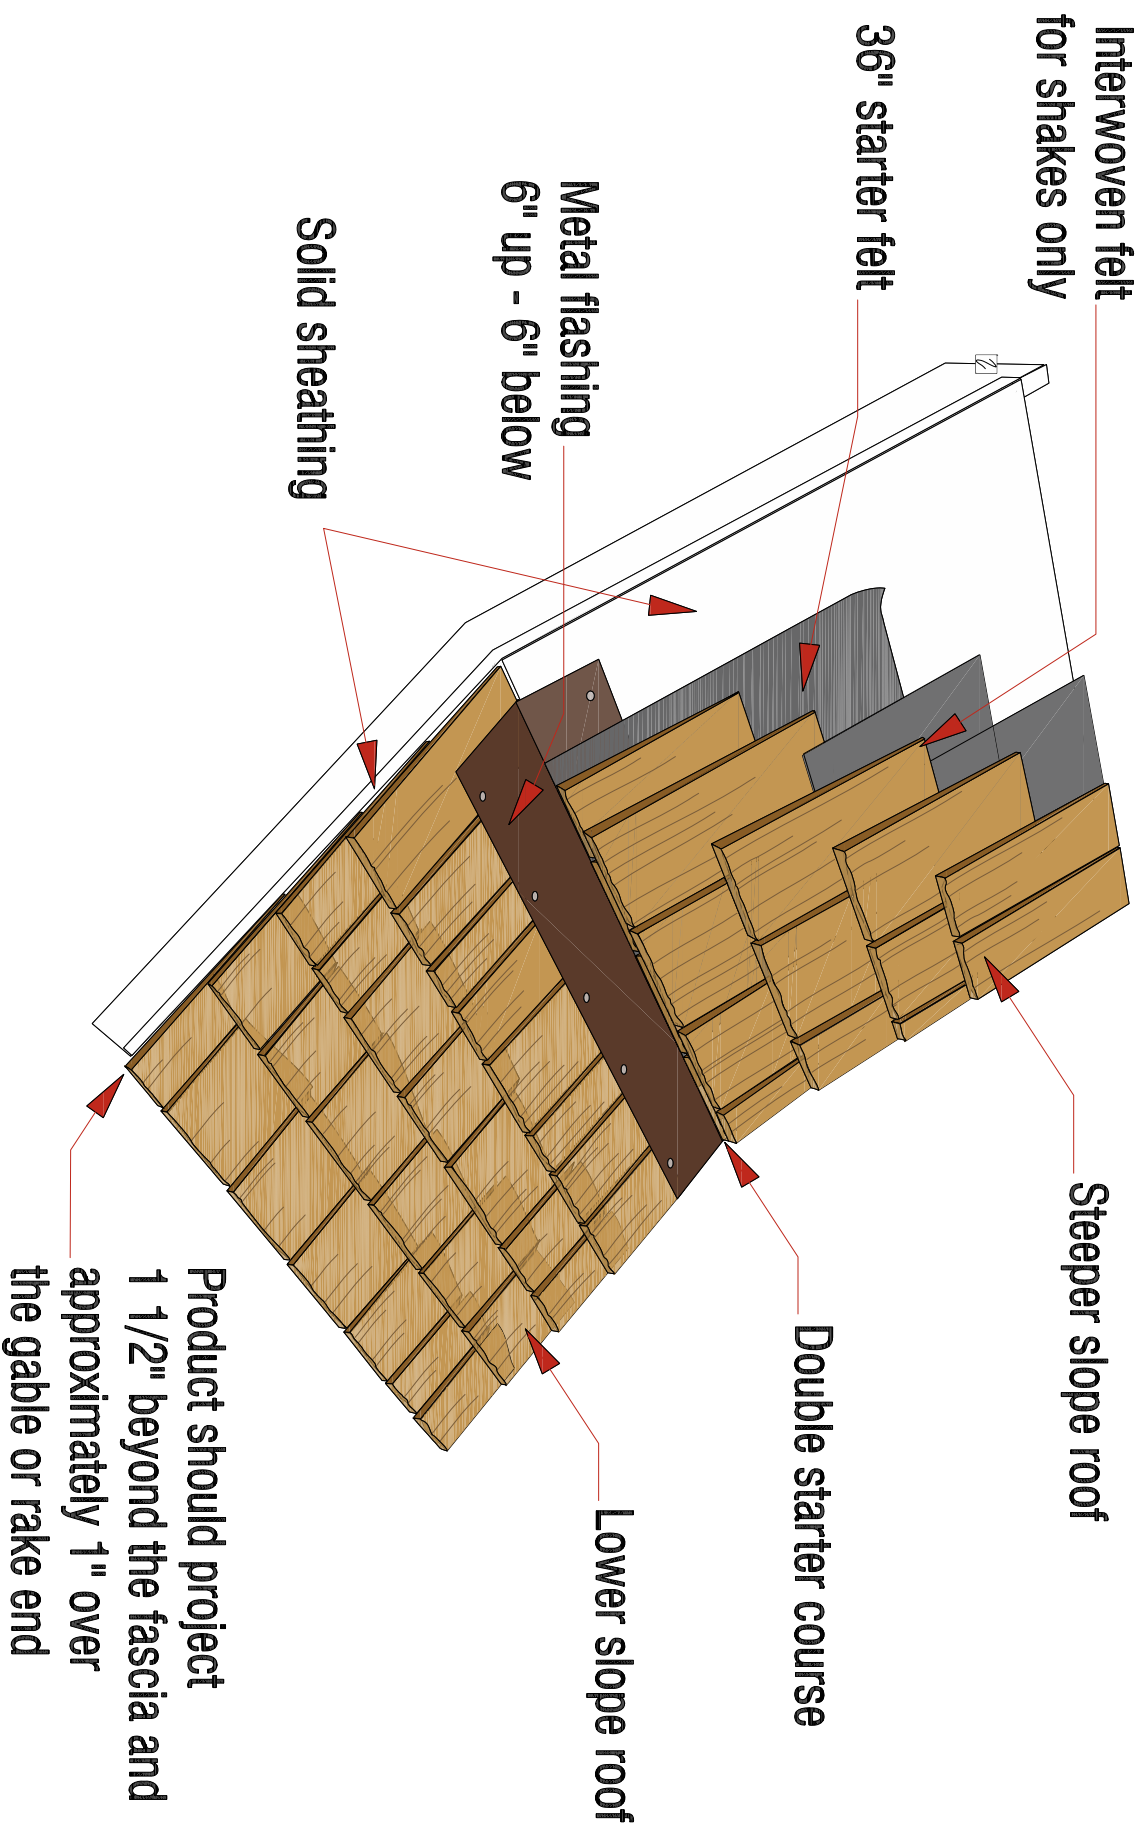 Interwoven felt
for shakes only
36" starter felt
Metal flashing
6" up - 6" below
Solid sheathing
Steeper slope roof
Double starter course
Lower slope roof
Product should project
1 1/2" beyond the fascia and
approximately 1" over
the gable or rake end